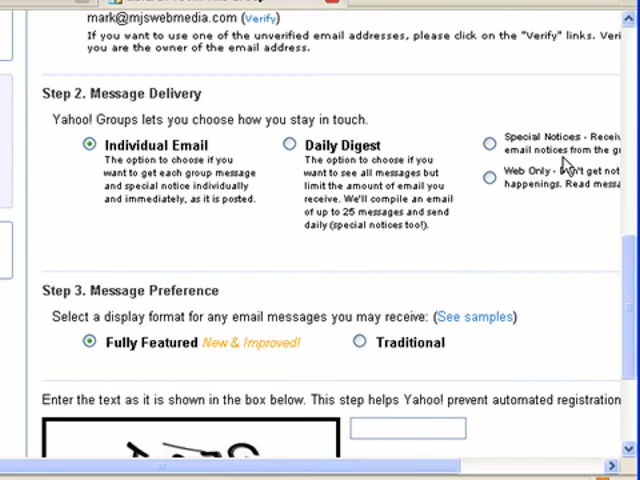 mark@mjswebmedia.com (Verify)
If you want to use one of the unverified email addresses, please click on the "Verify" links. Veri
you are the owner of the email address.
Step 2. Message Delivery
Yahoo! Groups lets you choose how you stay in touch.
Individual Email
The option to choose if you
want to get each group message
and special notice individually
and immediately, as it is posted.
Daily Digest
The option to choose if you
want to see all messages but
limit the amount of email you
receive. We'll compile an email
of up to 25 messages and send
daily (special notices too!).
Special Notices - Receiv
email notices from the gr
Web Only - Don't get not
happenings. Read messa
Step 3. Message Preference
Select a display format for any email messages you may receive: (See samples)
Fully Featured New & Improved!
Traditional
Enter the text as it is shown in the box below. This step helps Yahoo! prevent automated registration